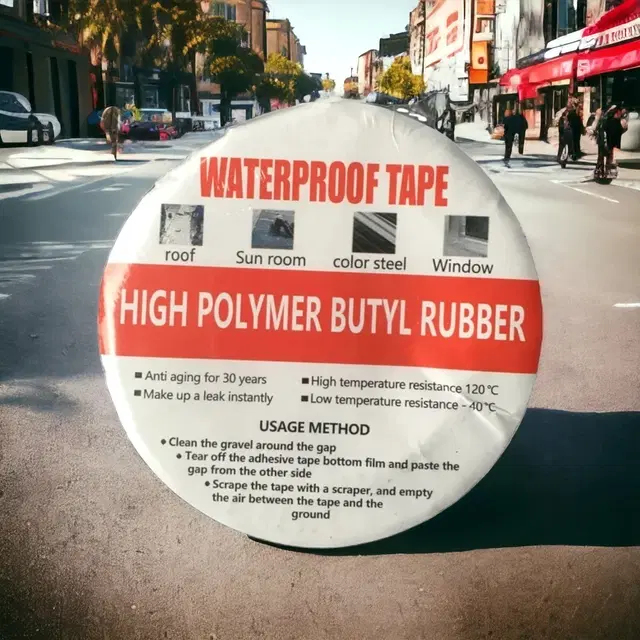 WATERPROOF TAPE
roof Sun room color steel Window
HIGH POLYMER BUTYL RUBBER
■ Anti aging for 30 years
■ Make up a leak instantly
■ High temperature resistance 120℃
■ Low temperature resistance - 40℃
USAGE METHOD
• Clean the gravel around the gap
• Tear off the adhesive tape bottom film and paste the
gap from the other side
• Scrape the tape with a scraper, and empty
the air between the tape and the
ground